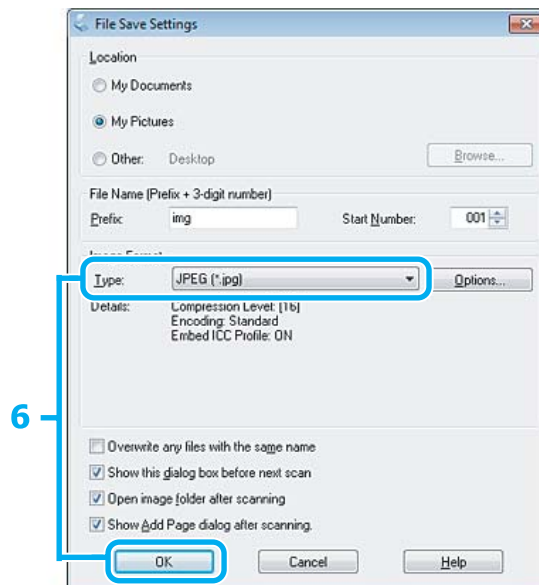 File Save Settings
Location
My Documents
My Pictures
Other: Desktop Browse...
File Name (Prefix + 3-digit number)
Prefix: img Start Number: 001
Image Format
Type: JPEG (*.jpg) Options...
Details: Compression Level: [16]
Encoding: Standard
Embed ICC Profile: ON
6
Overwrite any files with the same name
Show this dialog box before next scan
Open image folder after scanning
Show Add Page dialog after scanning.
OK Cancel Help